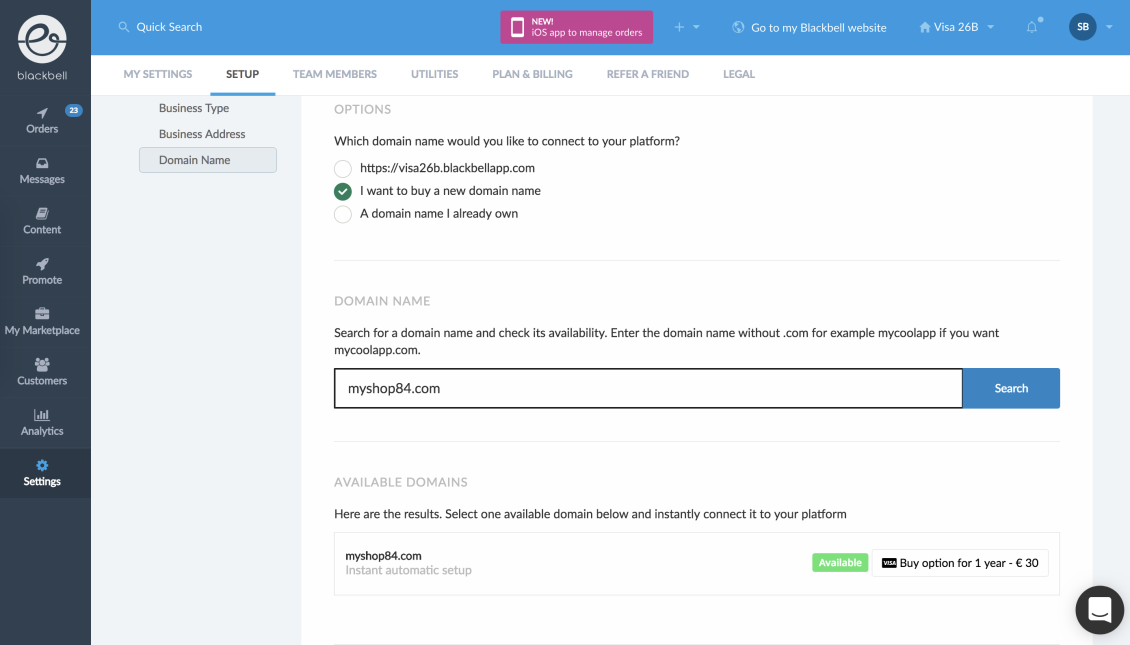 blackbell
Quick Search
NEW!
iOS app to manage orders
Go to my Blackbell website
Visa 26B
SB
MY SETTINGS
SETUP
TEAM MEMBERS
UTILITIES
PLAN & BILLING
REFER A FRIEND
LEGAL
23
Orders
Messages
Content
Promote
My Marketplace
Customers
Analytics
Settings
Business Type
Business Address
Domain Name
OPTIONS
Which domain name would you like to connect to your platform?
https://visa26b.blackbellapp.com
I want to buy a new domain name
A domain name I already own
DOMAIN NAME
Search for a domain name and check its availability. Enter the domain name without .com for example mycoolapp if you want
mycoolapp.com.
myshop84.com
Search
AVAILABLE DOMAINS
Here are the results. Select one available domain below and instantly connect it to your platform
myshop84.com
Instant automatic setup
Available
VISA Buy option for 1 year - € 30